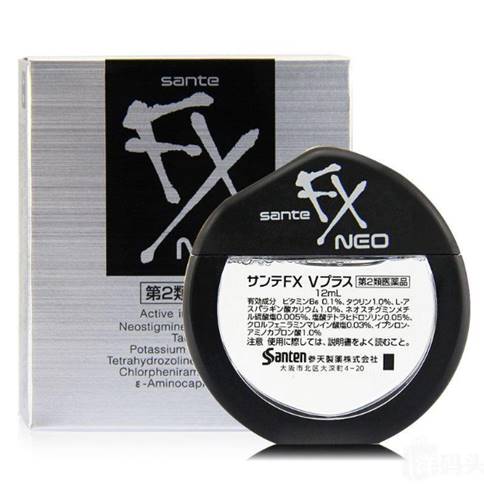 sante
FX
NEO
第2類
Active i
Neostigmine
Ta
Potassium
Tetrahydrozoline
Chlorpheniram
ε-Aminocap
sante
FX
NEO
サンテFX Vプラス 第2類医薬品
12mL
有効成分 ビタミンB₆ 0.1%、タウリン1.0%、L-ア
スパラギン酸カリウム1.0%、ネオスチグミンメチ
ル硫酸塩0.005%、塩酸テトラヒドロゾリン0.05%、
クロルフェニラミンマレイン酸塩0.03%、イプシロン-
アミノカプロン酸1.0%
注意 使用に際しては、説明書をよく読むこと。
Santen 参天製薬株式会社
大阪市北区大深町4-20
码头